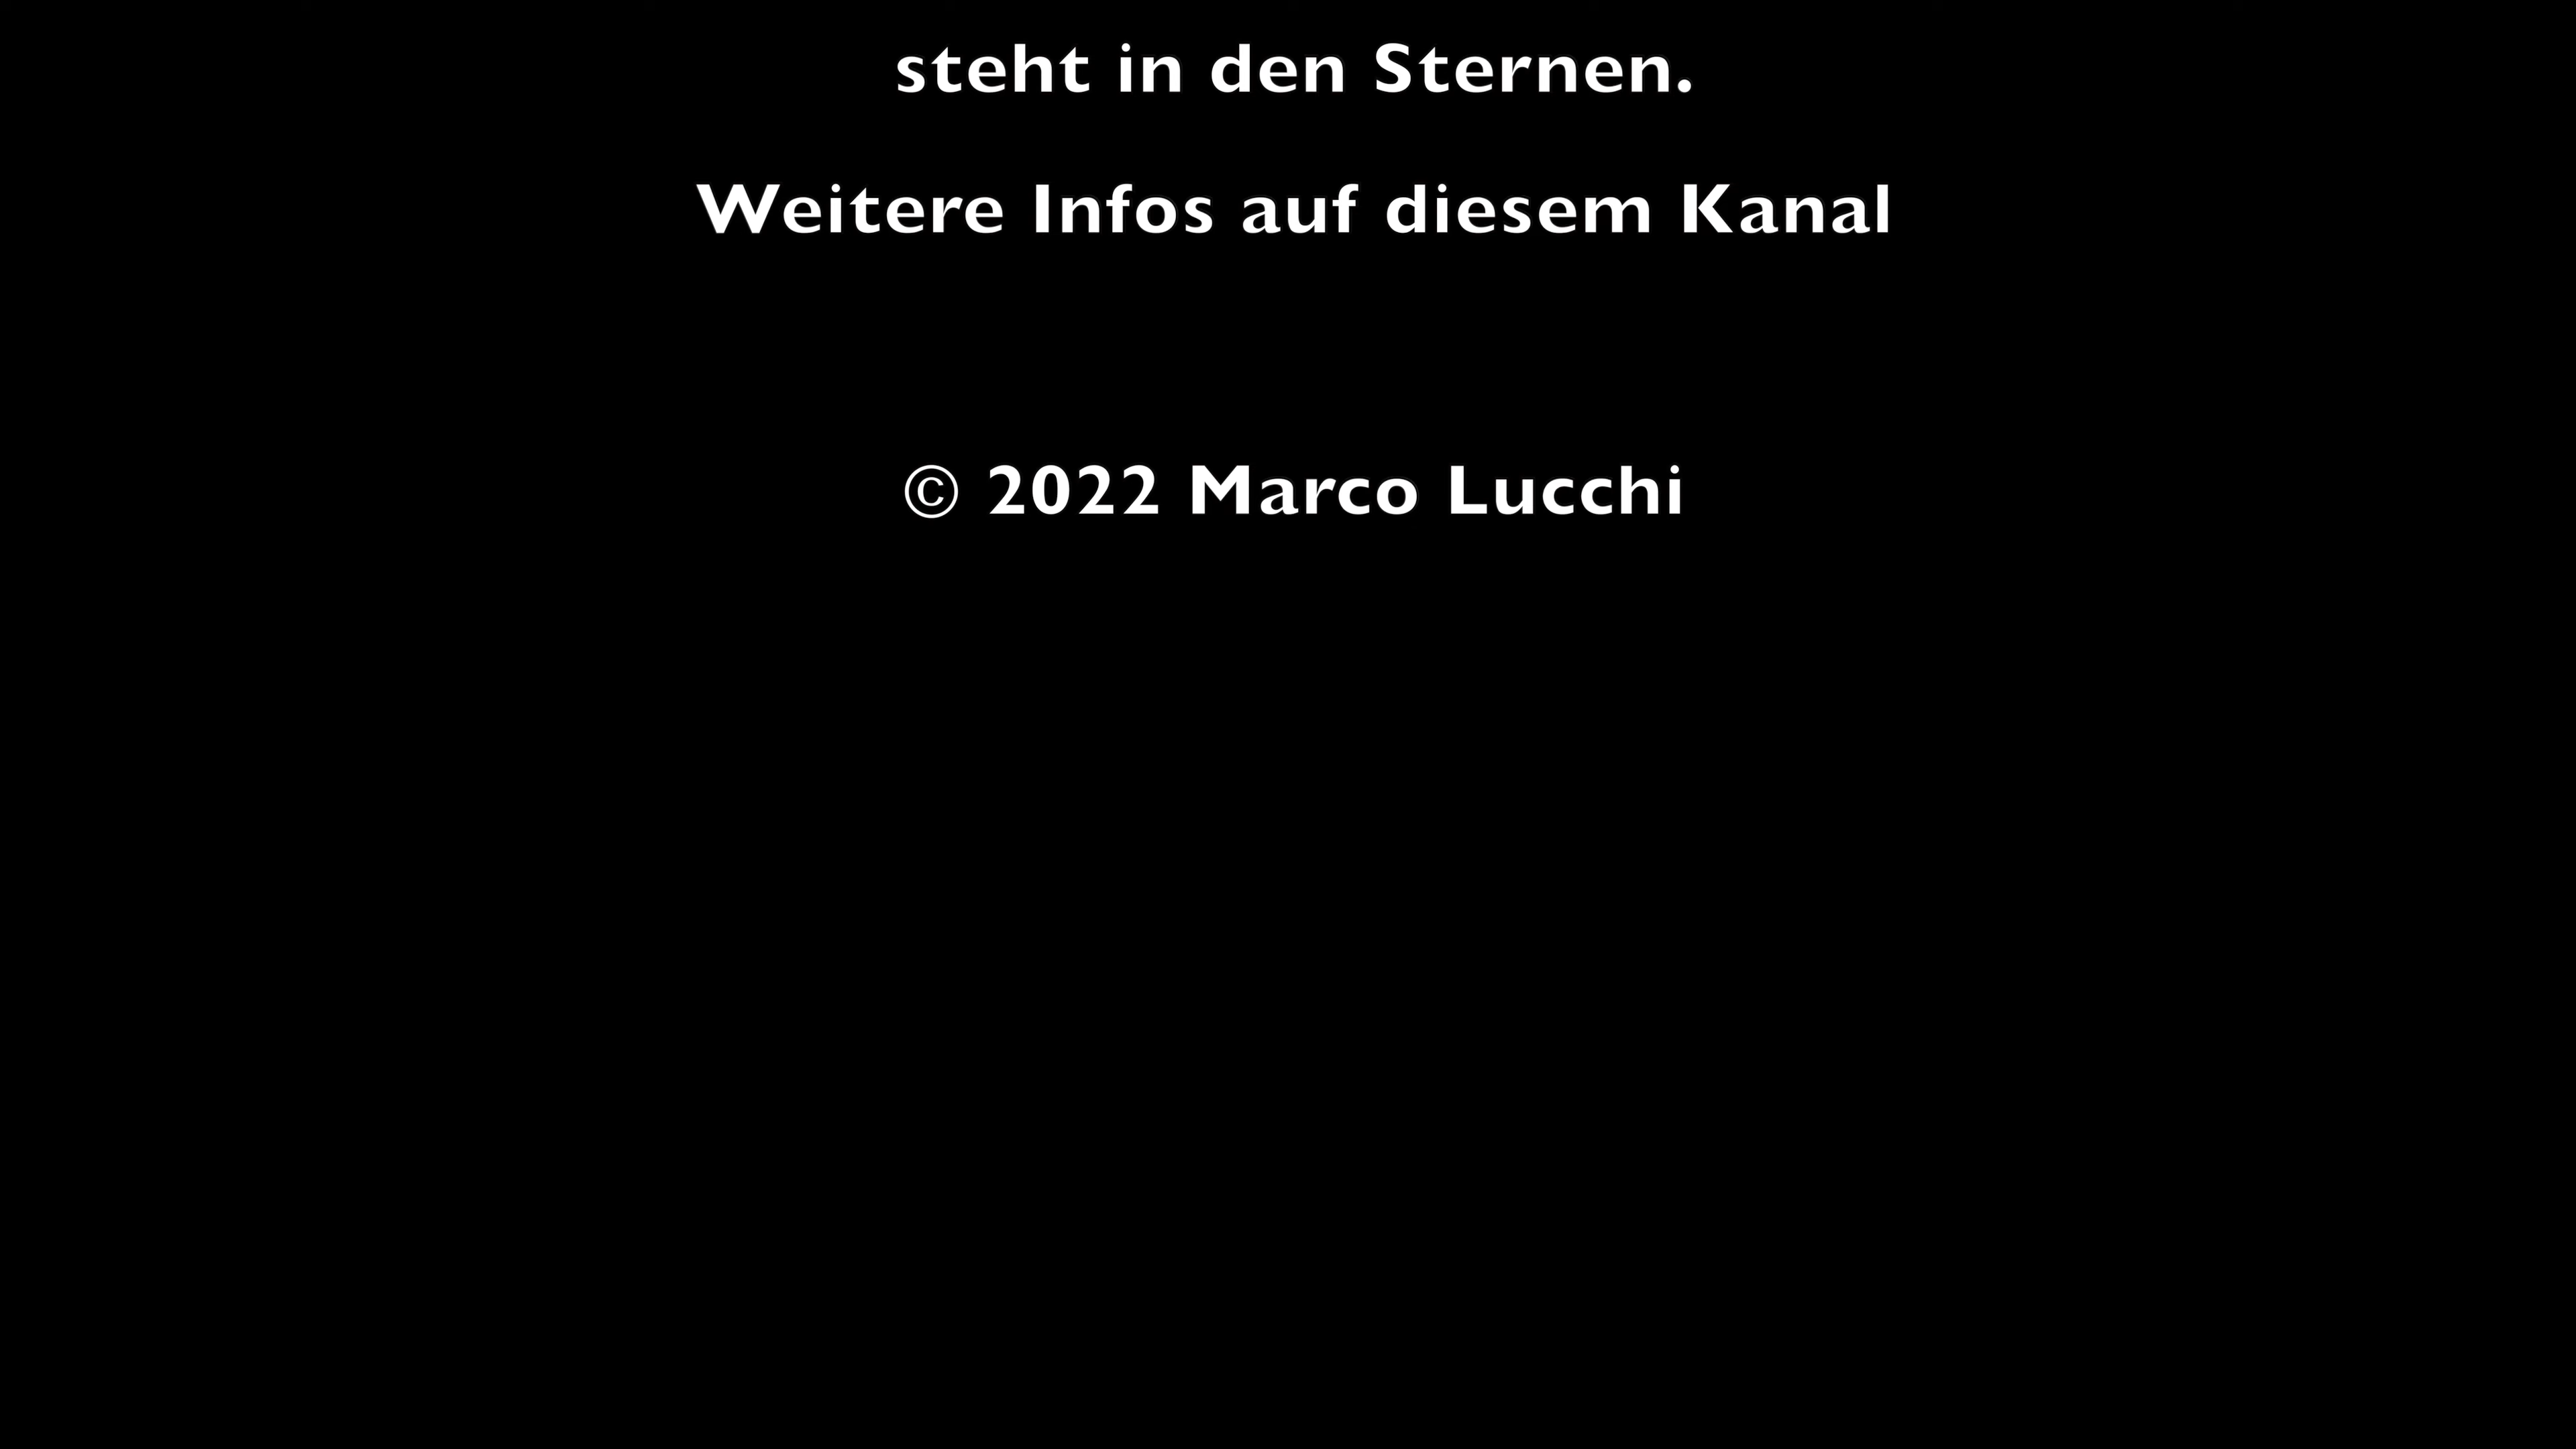 steht in den Sternen.
Weitere Infos auf diesem Kanal
© 2022 Marco Lucchi